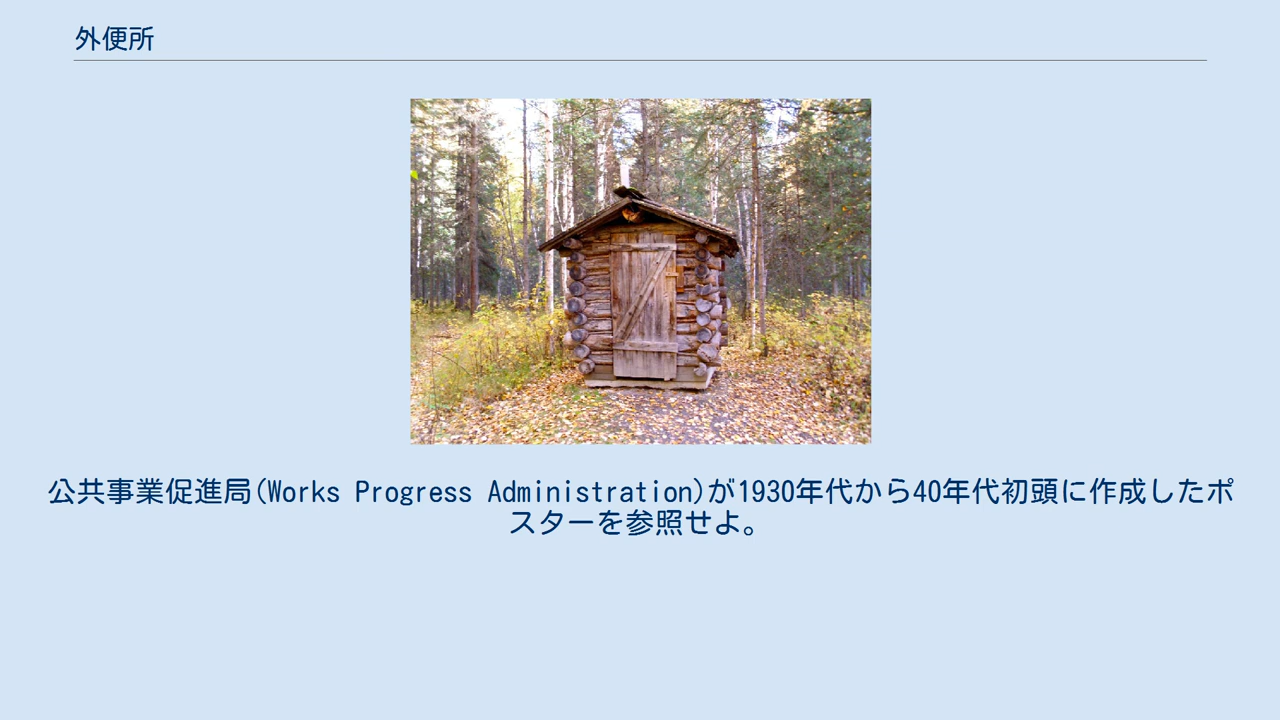 外便所
公共事業促進局(Works Progress Administration)が1930年代から40年代初頭に作成したポ
スターを参照せよ。